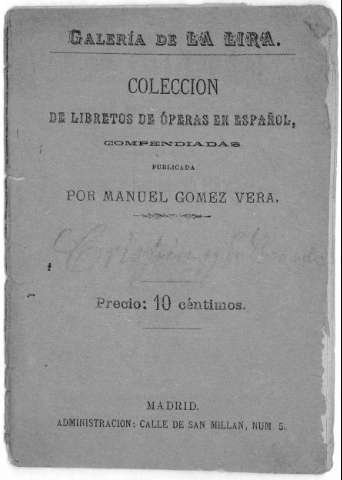 GALERÍA DE LA LIRA.
COLECCION
DE LIBRETOS DE ÓPERAS EN ESPAÑOL,
COMPENDIADAS
PUBLICADA
POR MANUEL GOMEZ VERA.
Precio: 10 céntimos.
MADRID.
ADMINISTRACION: CALLE DE SAN MILLAN, NUM 5.